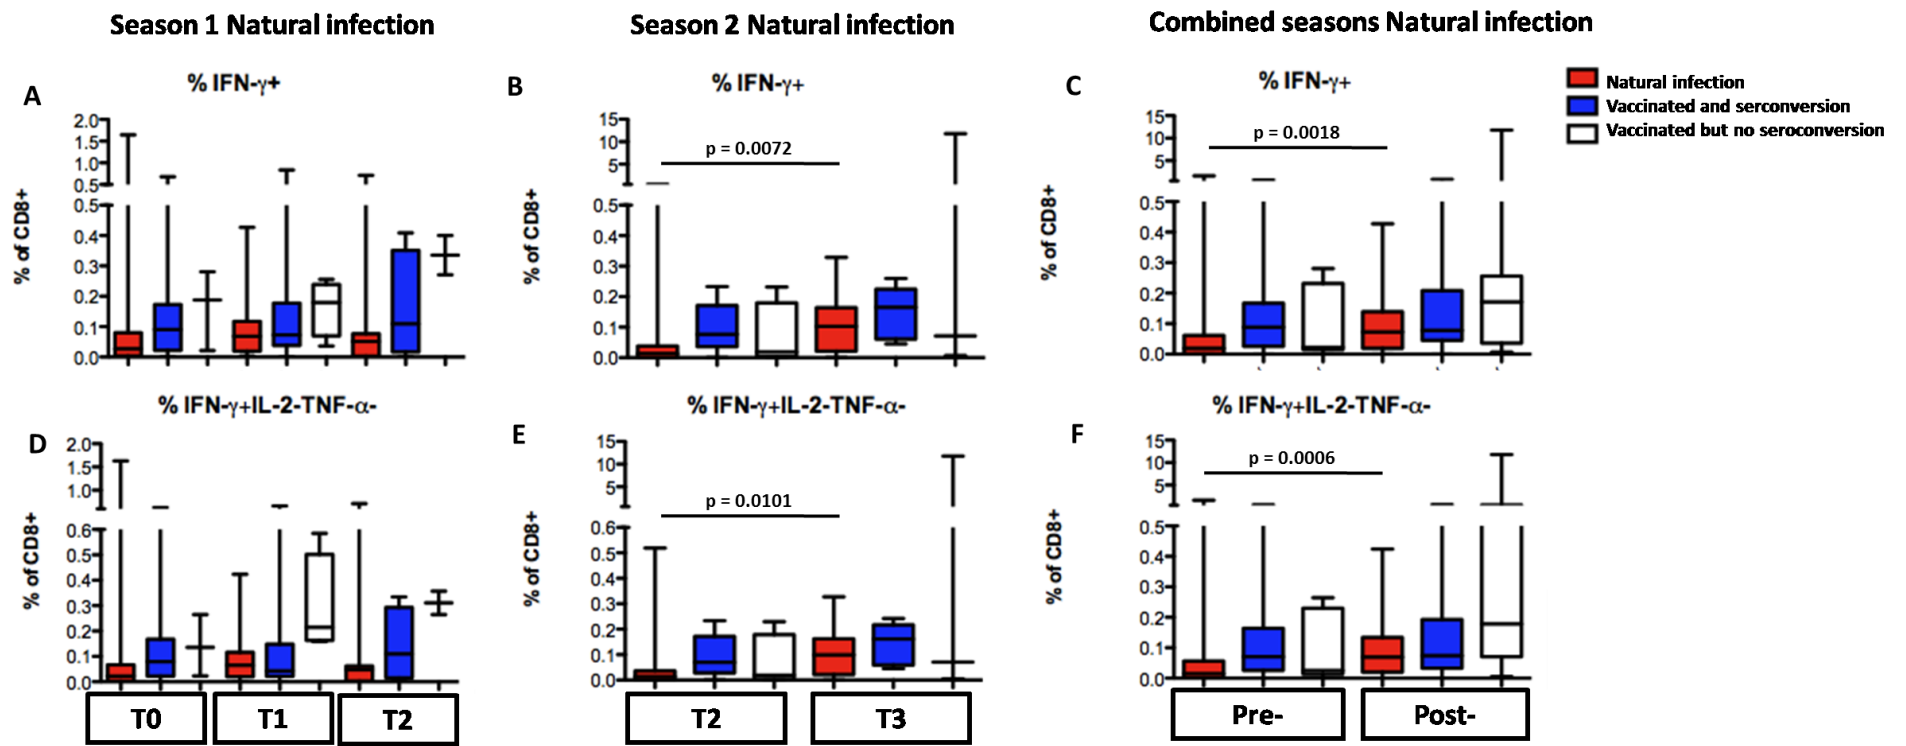 Season 1 Natural infection
Season 2 Natural infection
Combined seasons Natural infection
A
% IFN-γ+
% of CD8+
2.0
1.5
1.0
0.5
0.5
0.4
0.3
0.2
0.1
0.0
B
% IFN-γ+
% of CD8+
15
10
5
0.5
0.4
0.3
0.2
0.1
0.0
p = 0.0072
C
% IFN-γ+
% of CD8+
15
10
5
0.5
0.4
0.3
0.2
0.1
0.0
p = 0.0018
Natural infection
Vaccinated and serconversion
Vaccinated but no seroconversion
D
% IFN-γ+IL-2-TNF-α-
% of CD8+
2.0
1.5
1.0
0.6
0.5
0.4
0.3
0.2
0.1
0.0
E
% IFN-γ+IL-2-TNF-α-
% of CD8+
15
10
5
0.6
0.5
0.4
0.3
0.2
0.1
0.0
p = 0.0101
F
% IFN-γ+IL-2-TNF-α-
% of CD8+
15
10
5
0.5
0.4
0.3
0.2
0.1
0.0
p = 0.0006
T0
T1
T2
T2
T3
Pre-
Post-